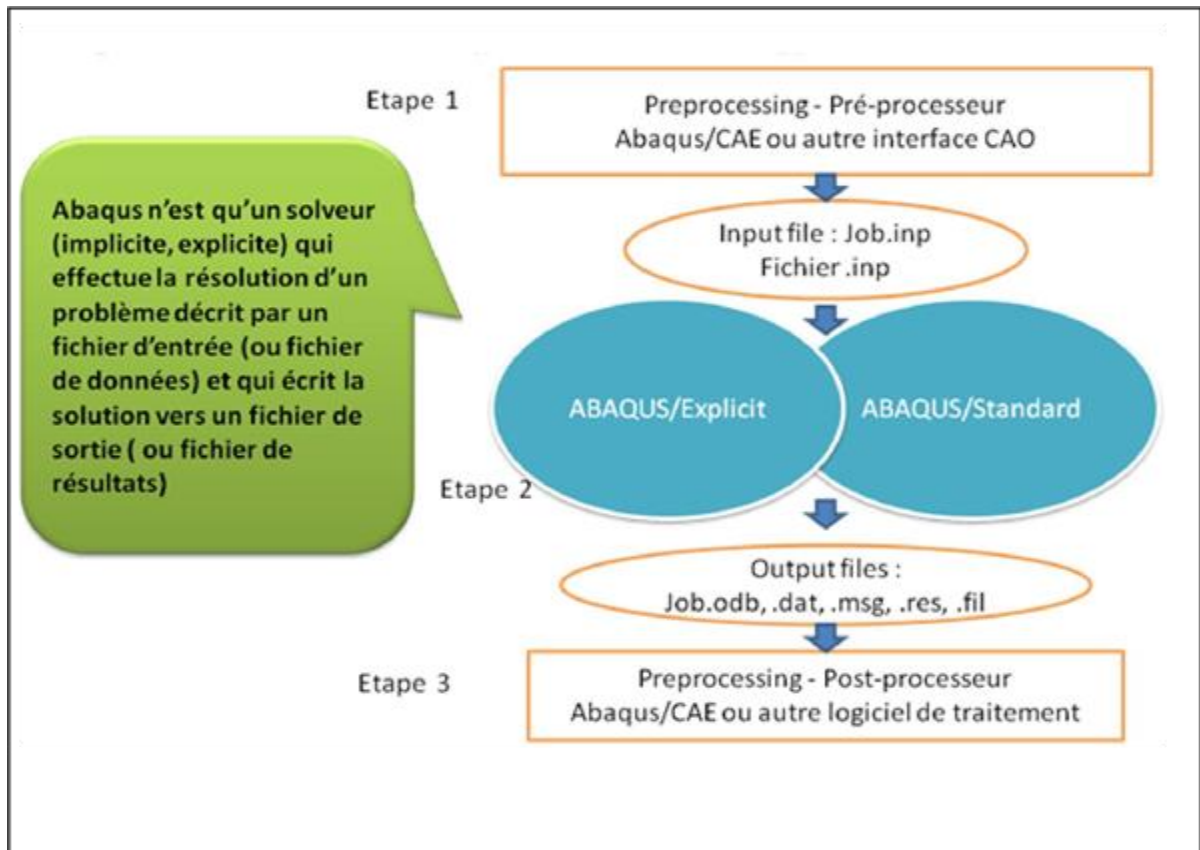 Etape 1
Preprocessing - Pré-processeur
Abaqus/CAE ou autre interface CAO
Abaqus n'est qu'un solveur
(implicite, explicite) qui
effectue la résolution d'un
problème décrit par un
fichier d'entrée (ou fichier
de données) et qui écrit la
solution vers un fichier de
sortie ( ou fichier de
résultats)
Input file : Job.inp
Fichier .inp
ABAQUS/Explicit
ABAQUS/Standard
Etape 2
Output files :
Job.odb, .dat, .msg, .res, .fil
Etape 3
Preprocessing - Post-processeur
Abaqus/CAE ou autre logiciel de traitement